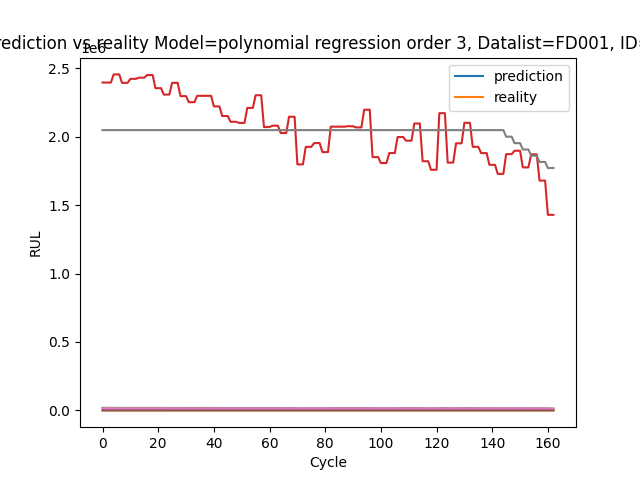 rediction vs reality Model=polynomial regression order 3, Datalist=FD001, ID=
1e6
2.5
2.0
1.5
1.0
0.5
0.0
RUL
prediction
reality
0 20 40 60 80 100 120 140 160
Cycle